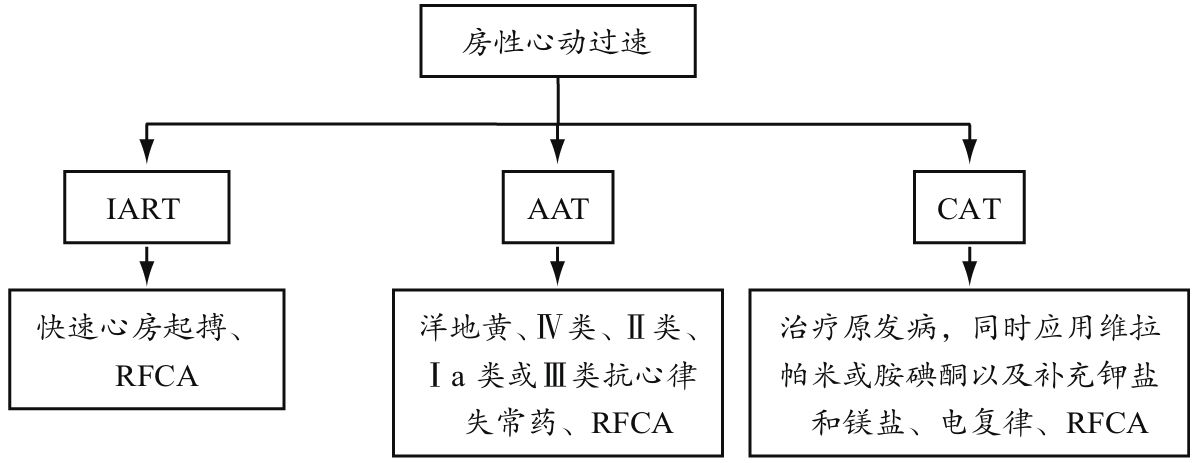 房性心动过速
IART
AAT
CAT
快速心房起搏、
RFCA
洋地黄、Ⅳ类、Ⅱ类、
Ⅰa类或Ⅲ类抗心律
失常药、RFCA
治疗原发病，同时应用维拉
帕米或胺碘酮以及补充钾盐
和镁盐、电复律、RFCA